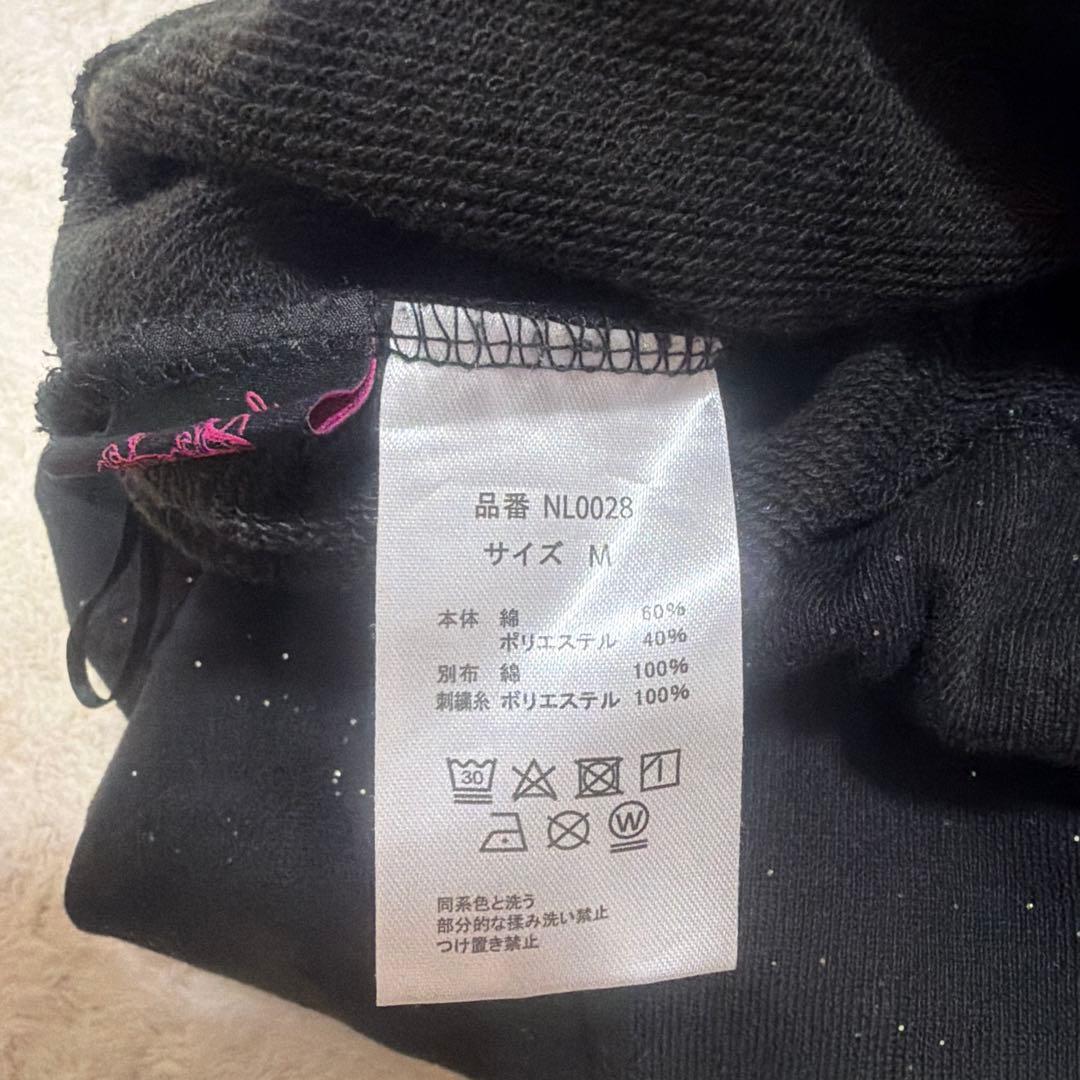 品番 NL0028
サイズ M
本体 綿 60%
ポリエステル 40%
別布 綿 100%
刺繍糸 ポリエステル 100%
30
W
同系色と洗う
部分的な揉み洗い禁止
つけ置き禁止